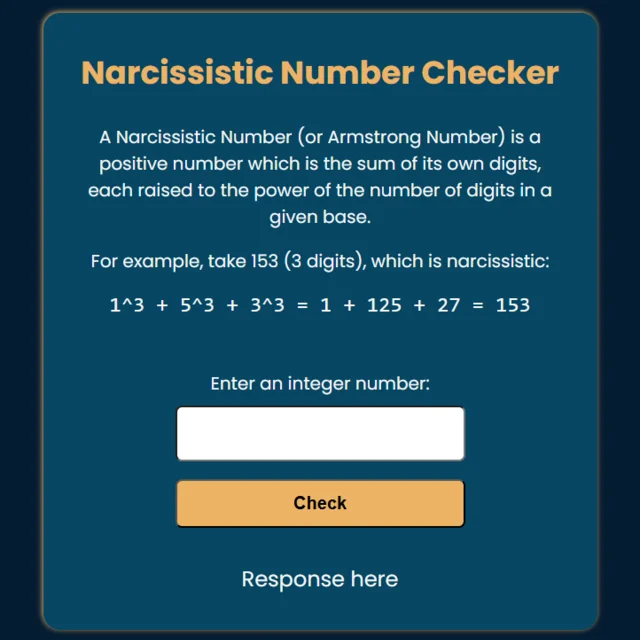 Narcissistic Number Checker
A Narcissistic Number (or Armstrong Number) is a
positive number which is the sum of its own digits,
each raised to the power of the number of digits in a
given base.
For example, take 153 (3 digits), which is narcissistic:
1^3 + 5^3 + 3^3 = 1 + 125 + 27 = 153
Enter an integer number:
Check
Response here